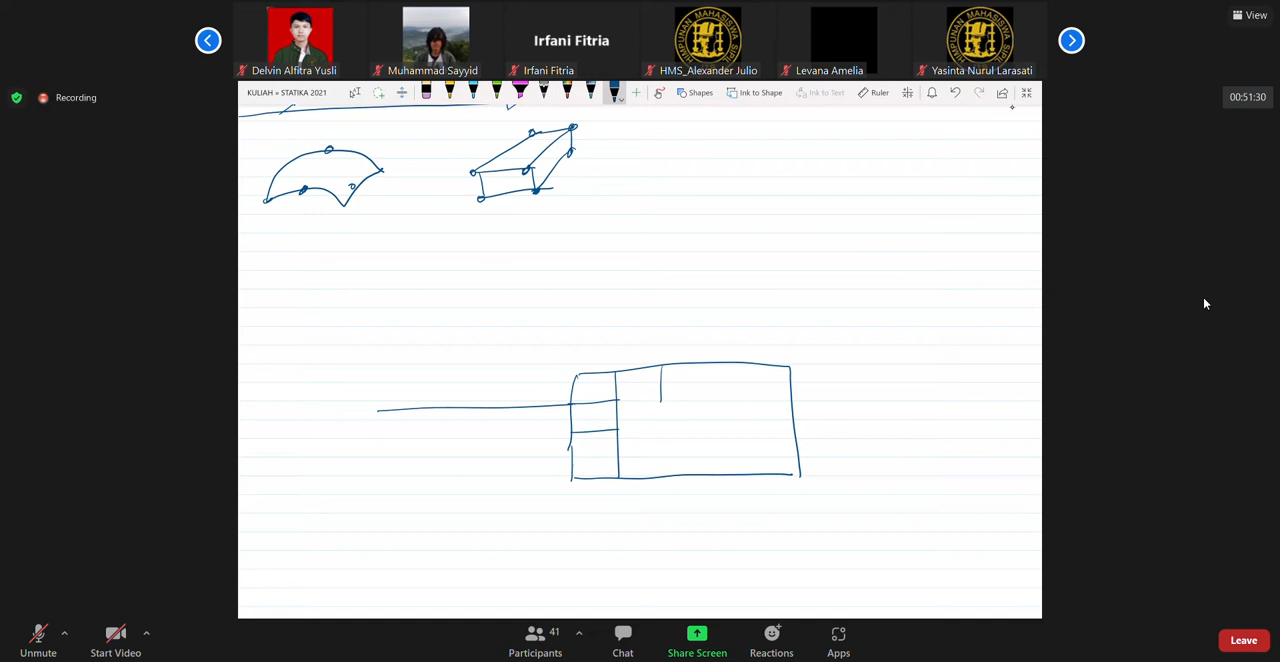 View
Irfani Fitria
Delvin Alfitra Yusli
Muhammad Sayyid
Irfani Fitria
HMS_Alexander Julio
Levana Amelia
Yasinta Nurul Larasati
Recording
00:51:30
KULIAH » STATIKA 2021
Shapes
Ink to Shape
Ink to Text
Ruler
Unmute
Start Video
41
Participants
Chat
Share Screen
Reactions
Apps
Leave